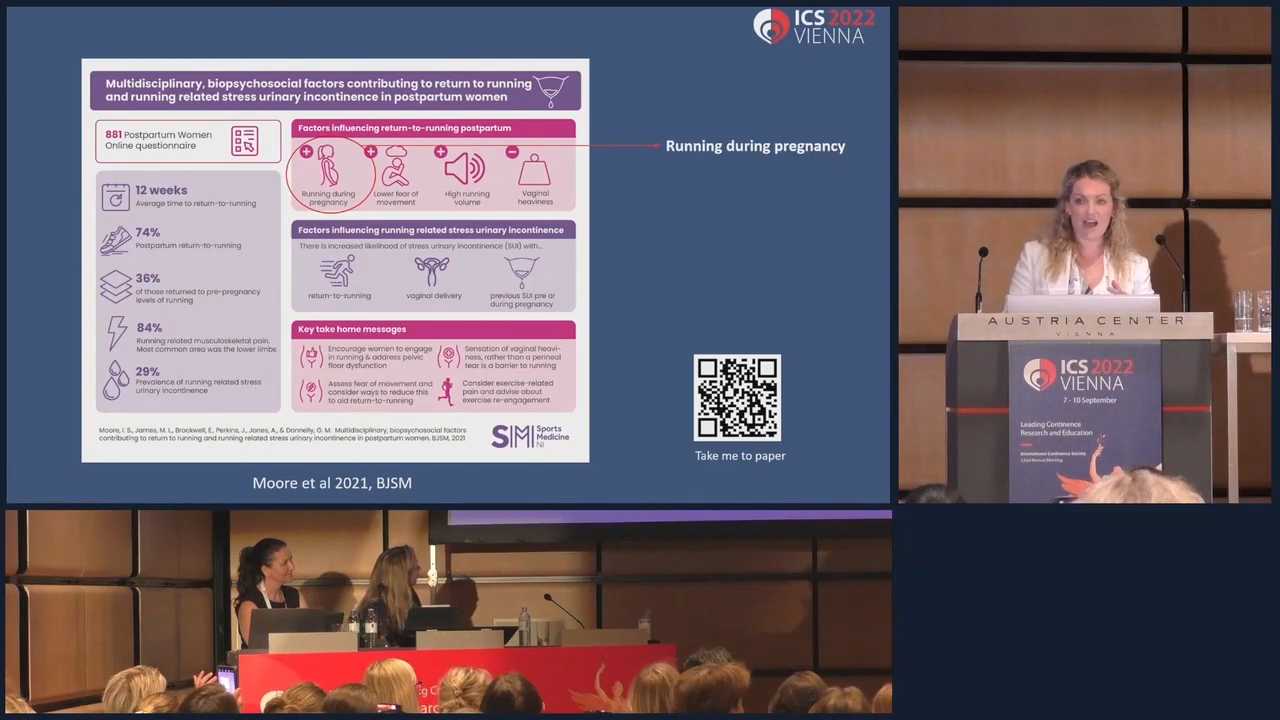 ICS 2022
VIENNA
Multidisciplinary, biopsychosocial factors contributing to return to running
and running related stress urinary incontinence in postpartum women
881 Postpartum Women
Online questionnaire
12 weeks
Average time to return-to-running
74%
Postpartum return-to-running
36%
of those returned to pre-pregnancy
levels of running
84%
Running related musculoskeletal pain.
Most common area was the lower limbs
29%
Prevalence of running related stress
urinary incontinence
Factors influencing return-to-running postpartum
Running during
pregnancy
Lower fear of
movement
High running
volume
Vaginal
heaviness
Factors influencing running related stress urinary incontinence
There is increased likelihood of stress urinary incontinence (SUI) with...
return-to-running
vaginal delivery
previous SUI pre or
during pregnancy
Key take home messages
Encourage women to engage
in running & address pelvic
floor dysfunction
Sensation of vaginal heavi-
ness, rather than a perineal
tear is a barrier to running
Assess fear of movement and
consider ways to reduce this
to aid return-to-running
Consider exercise-related
pain and advise about
exercise re-engagement
Moore, I. S., James, M. L., Brockwell, E., Perkins, J., Jones, A., & Donnelly, G. M. Multidisciplinary, biopsychosocial factors
contributing to return to running and running related stress urinary incontinence in postpartum women. BJSM, 2021
SMNI Sports
Medicine
NI
Moore et al 2021, BJSM
Running during pregnancy
Take me to paper
AUSTRIA CENTER
VIENNA
ICS 2022
VIENNA
7 - 10 September
Leading Continence
Research and Education
International Continence Society
52nd Annual Meeting